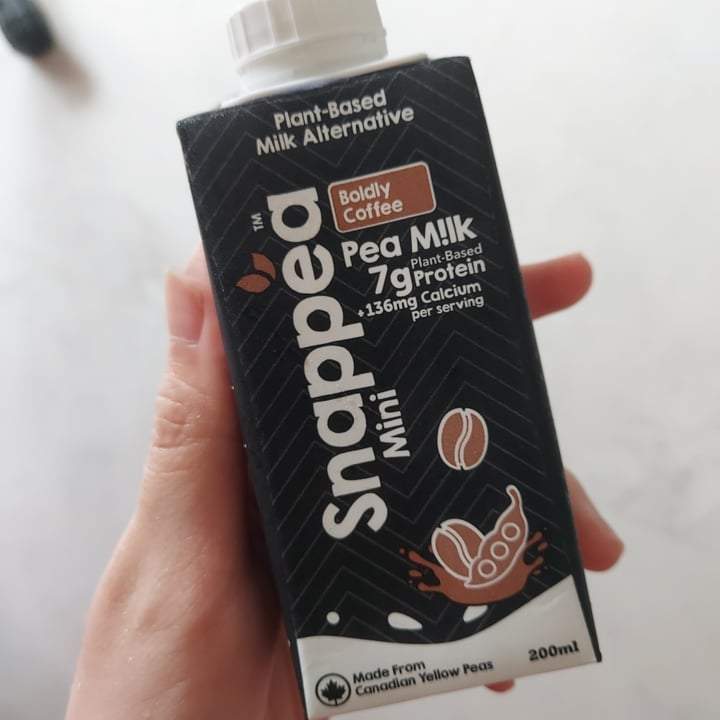 Plant-Based
Milk Alternative
Snappea
TM
Mini
Boldly
Coffee
Pea M!lk
7g Plant-Based
Protein
+136mg Calcium
per serving
Made From
Canadian Yellow Peas
200ml